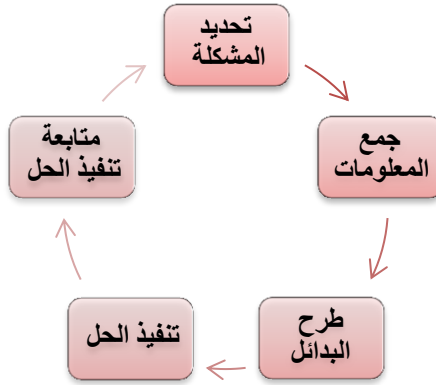 تحديد
المشكلة
جمع
المعلومات
طرح
البدائل
تنفيذ الحل
متابعة
تنفيذ الحل